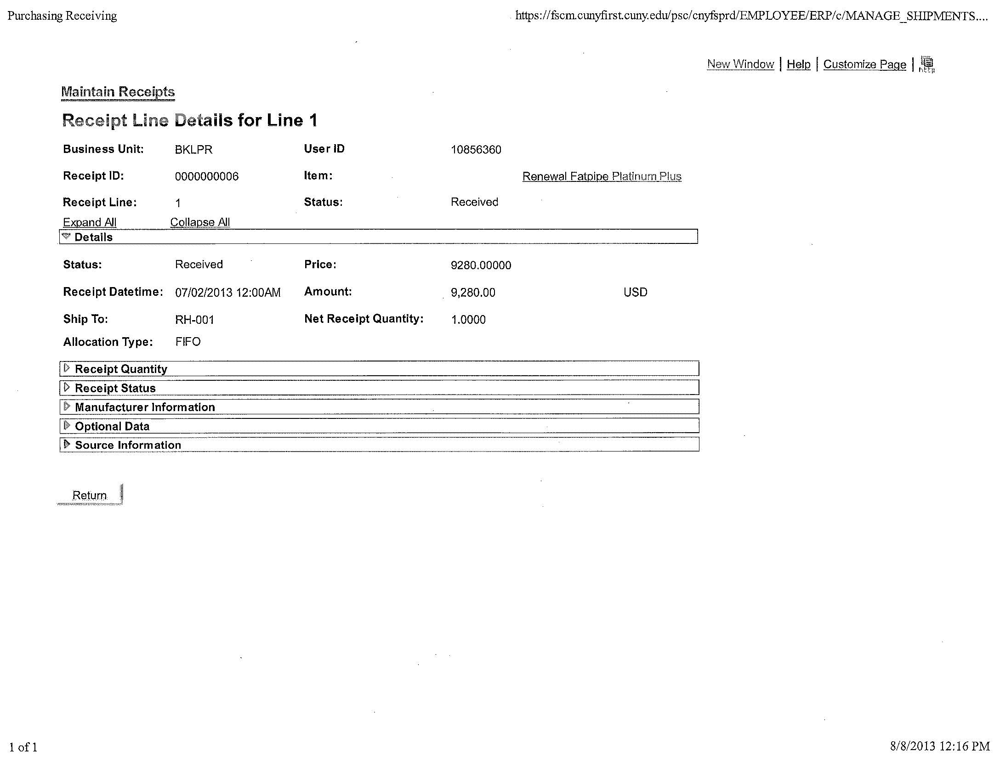 Purchasing Receiving https://fscm.cunyfirst.cuny.edu/psc/cnyfsprd/EMPLOYEE/ERP/c/MANAGE_SHIPMENTS....
New Window | Help | Customize Page | http
Maintain Receipts
Receipt Line Details for Line 1
Business Unit: BKLPR User ID 10856360
Receipt ID: 0000000006 Item: Renewal Fatpipe Platinum Plus
Receipt Line: 1 Status: Received
Expand All Collapse All
Details
Status: Received Price: 9280.00000
Receipt Datetime: 07/02/2013 12:00AM Amount: 9,280.00 USD
Ship To: RH-001 Net Receipt Quantity: 1.0000
Allocation Type: FIFO
Receipt Quantity
Receipt Status
Manufacturer Information
Optional Data
Source Information
Return
1 of 1 8/8/2013 12:16 PM